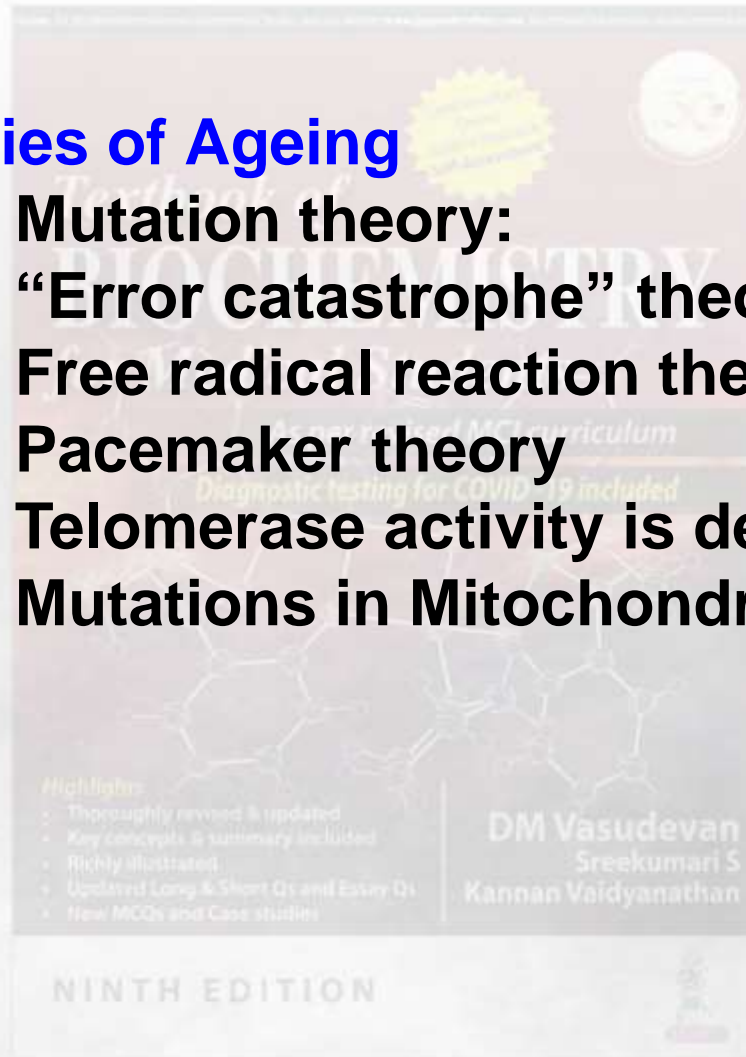 ies of Ageing
Mutation theory:
“Error catastrophe” theo
Free radical reaction the
Pacemaker theory
Telomerase activity is de
Mutations in Mitochondr
Textbook of
BIOCHEMISTRY
for Medical Students
As per revised MCI curriculum
Diagnostic testing for COVID-19 included
Highlights
• Thoroughly revised & updated
• Key concepts & summary included
• Richly illustrated
• Updated Long & Short Qs and Essay Qs
• New MCQs and Case studies
DM Vasudevan
Sreekumari S
Kannan Vaidyanathan
NINTH EDITION